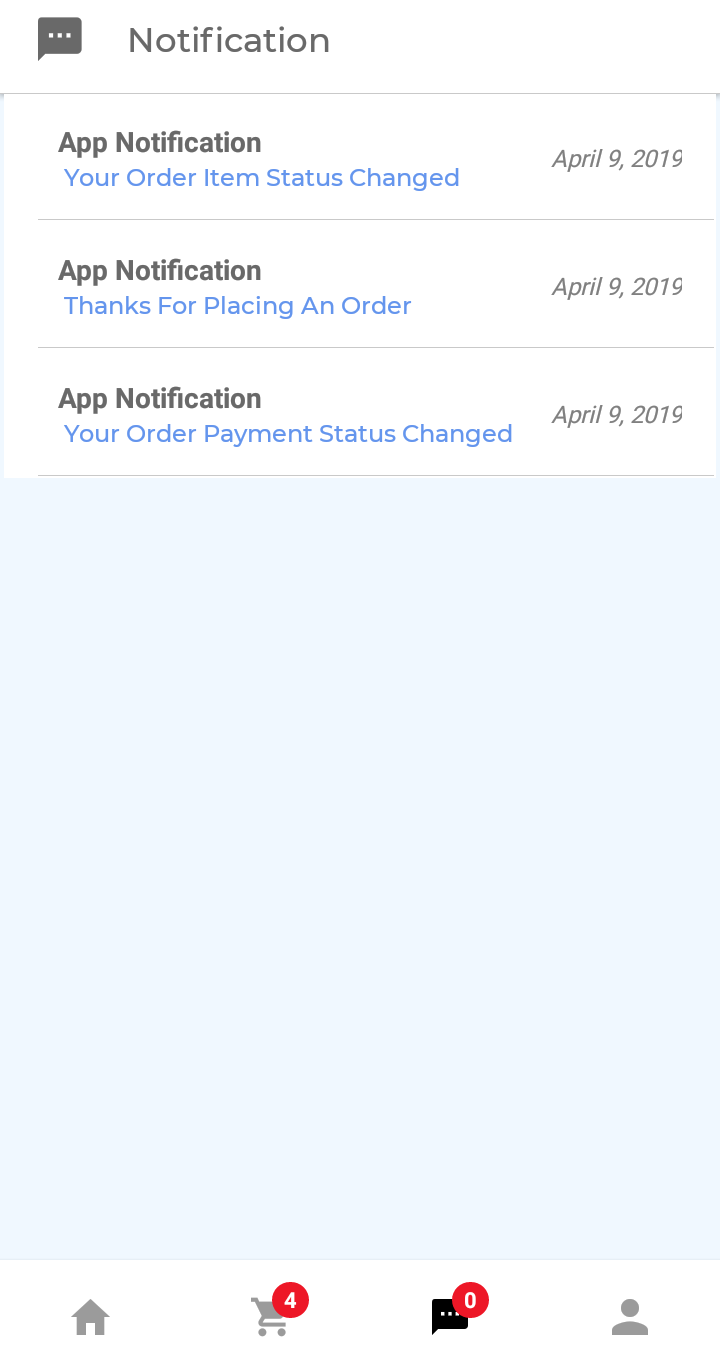 Notification
App Notification
Your Order Item Status Changed
April 9, 2019
App Notification
Thanks For Placing An Order
April 9, 2019
App Notification
Your Order Payment Status Changed
April 9, 2019
4
0